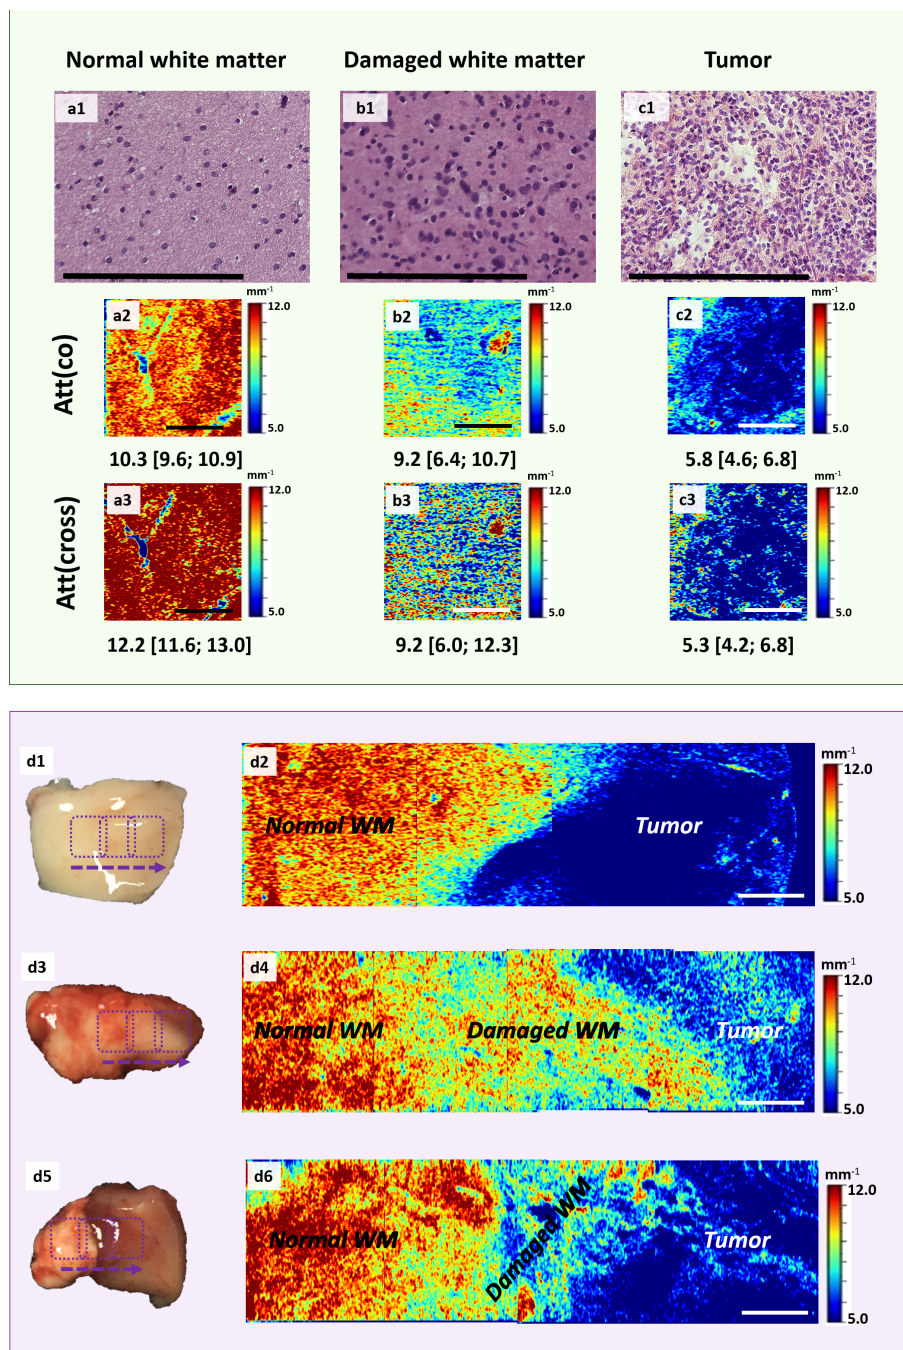 Normal white matter Damaged white matter Tumor
a1 b1 c1
mm-1 mm-1 mm-1
a2 12.0 b2 12.0 c2 12.0
Att(co)
5.0 5.0 5.0
10.3 [9.6; 10.9] 9.2 [6.4; 10.7] 5.8 [4.6; 6.8]
mm-1 mm-1 mm-1
a3 12.0 b3 12.0 c3 12.0
Att(cross)
5.0 5.0 5.0
12.2 [11.6; 13.0] 9.2 [6.0; 12.3] 5.3 [4.2; 6.8]
d1 d2 mm-1
12.0
Normal WM Tumor
5.0
d3 d4 mm-1
12.0
Normal WM Damaged WM Tumor
5.0
d5 d6 mm-1
12.0
Normal WM Damaged WM Tumor
5.0